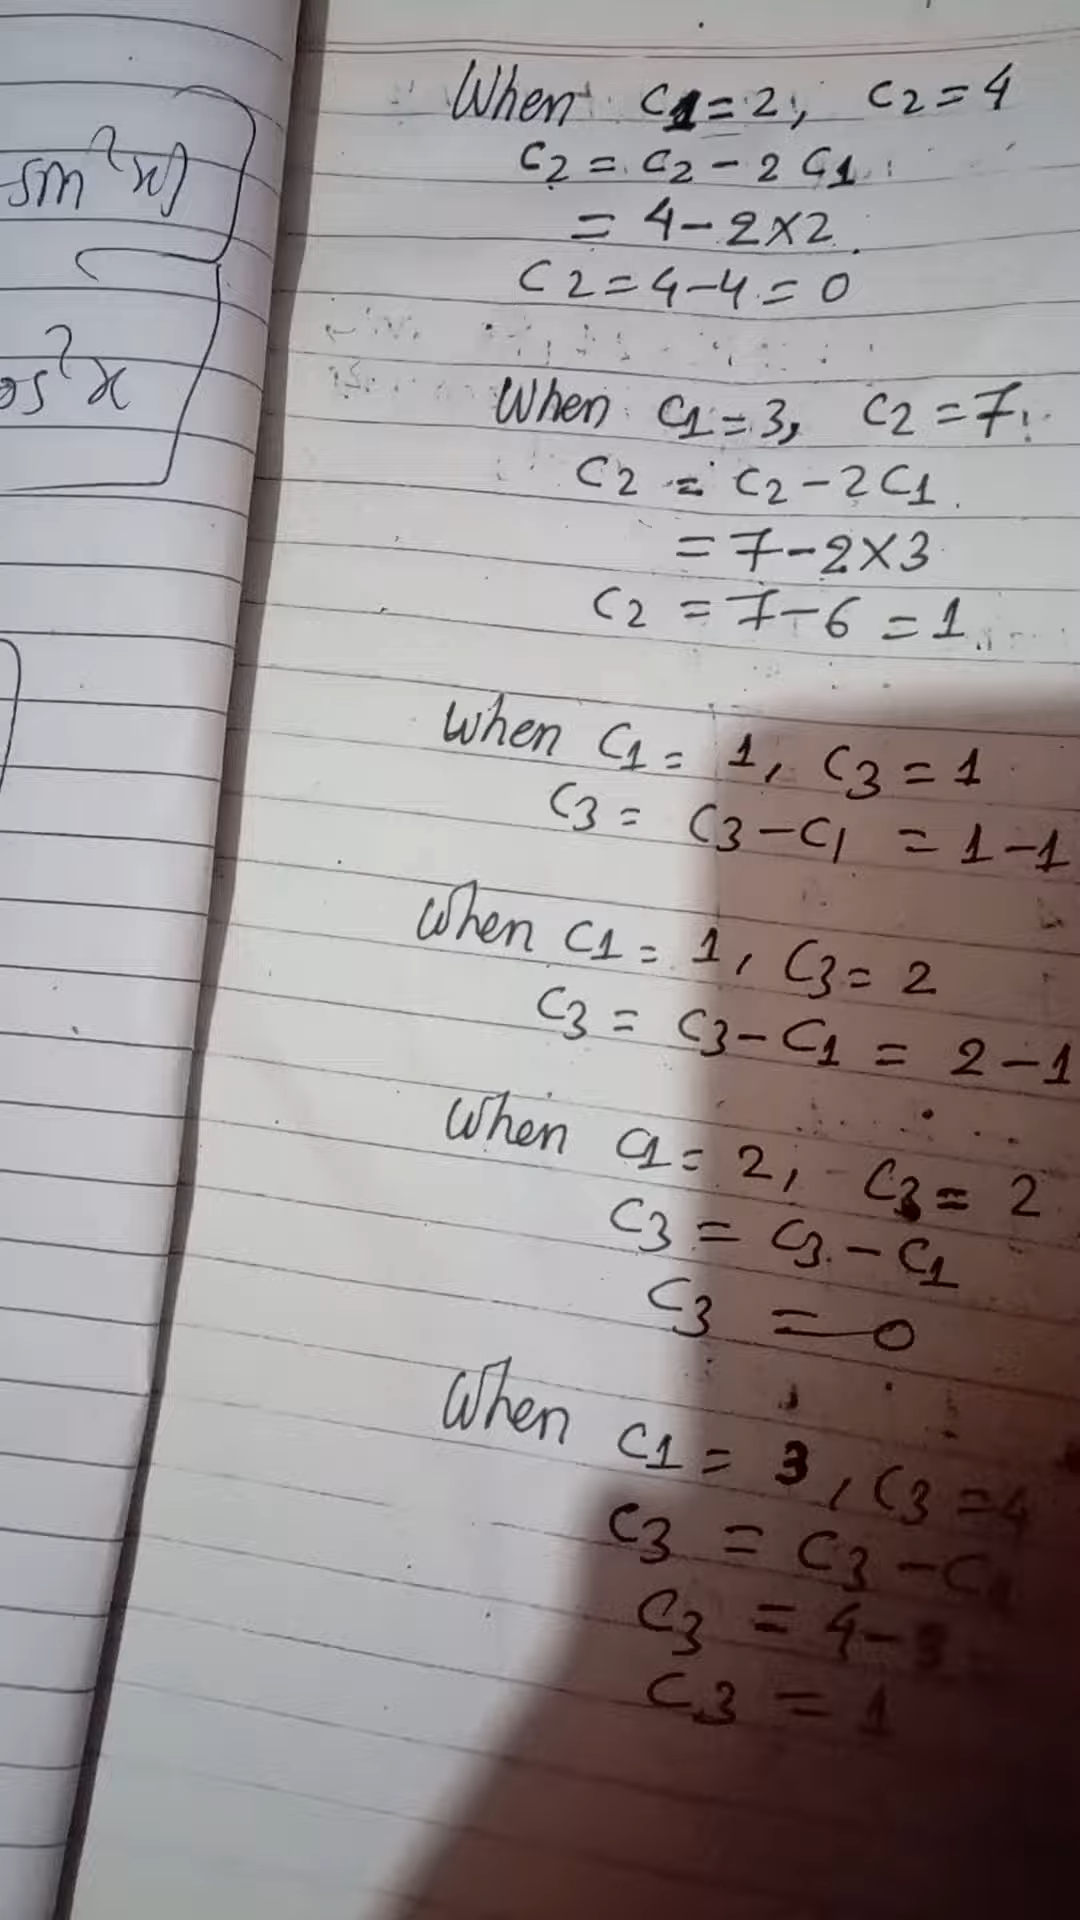 sin²x)
os²x
When C1=2, C2=4
C2 = C2 - 2C1
= 4-2×2
C2=4-4=0
When C1=3, C2=7
C2 = C2-2C1
=7-2×3
C2 = 7-6 =1
When C1= 1, C3=1
C3= C3-C1 = 1-1
When C1= 1, C3=2
C3= C3-C1 = 2-1
When C1= 2, C3= 2
C3 = C3-C1
C3 =0
When C1= 3, C3=4
C3 = C3-C
C3 = 4-3
C3 = 1